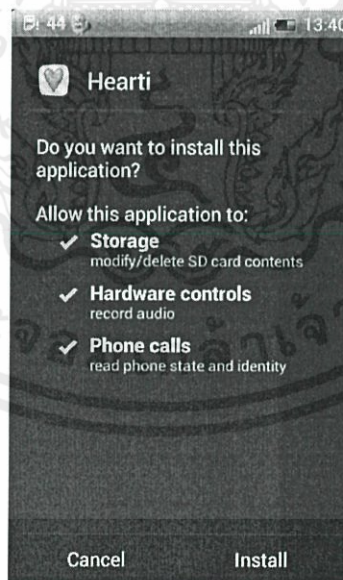 44 13:40
Hearti
Do you want to install this
application?
Allow this application to:
Storage
modify/delete SD card contents
Hardware controls
record audio
Phone calls
read phone state and identity
Cancel Install